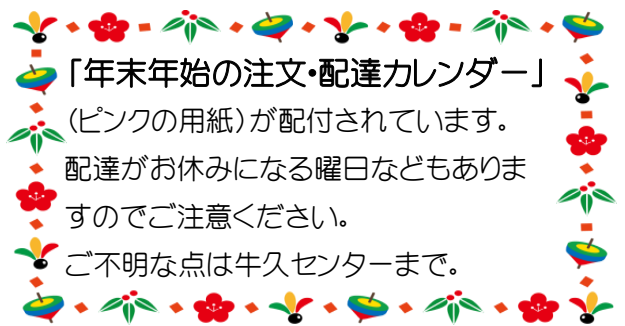 「年末年始の注文・配達カレンダー」
（ピンクの用紙）が配付されています。
配達がお休みになる曜日などもありま
すのでご注意ください。
ご不明な点は牛久センターまで。